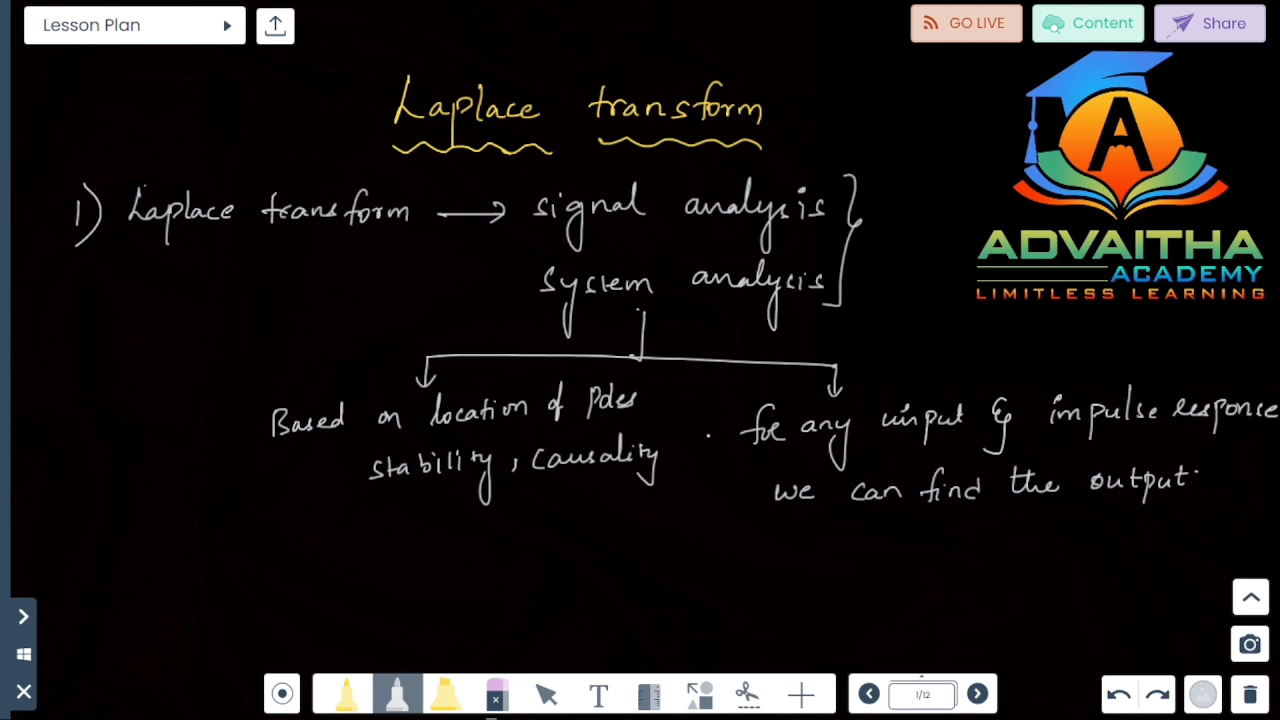 Lesson Plan
GO LIVE
Content
Share
Laplace transform
A
ADVAITHA
ACADEMY
LIMITLESS LEARNING
1) Laplace transform → signal analysis
system analysis
Based on location of poles
stability, causality
. for any input & impulse response
we can find the output.
T
1/12